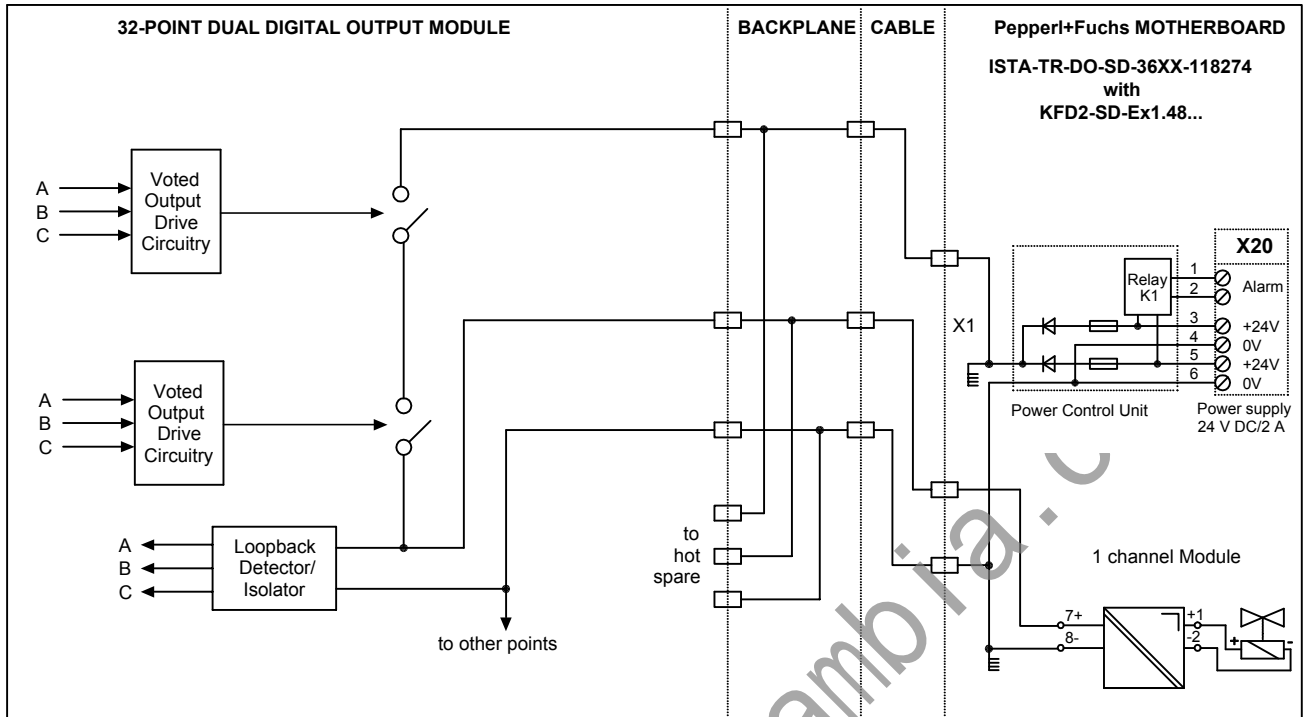 32-POINT DUAL DIGITAL OUTPUT MODULE
BACKPLANE
CABLE
Pepperl+Fuchs MOTHERBOARD
ISTA-TR-DO-SD-36XX-118274
with
KFD2-SD-Ex1.48...
A
B
C
Voted
Output
Drive
Circuitry
X20
Relay
K1
1
2
3
4
5
6
Alarm
+24V
0V
+24V
0V
X1
Power Control Unit
Power supply
24 V DC/2 A
A
B
C
Voted
Output
Drive
Circuitry
A
B
C
Loopback
Detector/
Isolator
to other points
to
hot
spare
1 channel Module
7+
8-
+1
-2
+
-
ambia.c